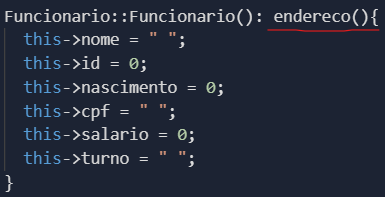 Funcionario::Funcionario(): endereco(){
this->nome = " ";
this->id = 0;
this->nascimento = 0;
this->cpf = " ";
this->salario = 0;
this->turno = " ";
}